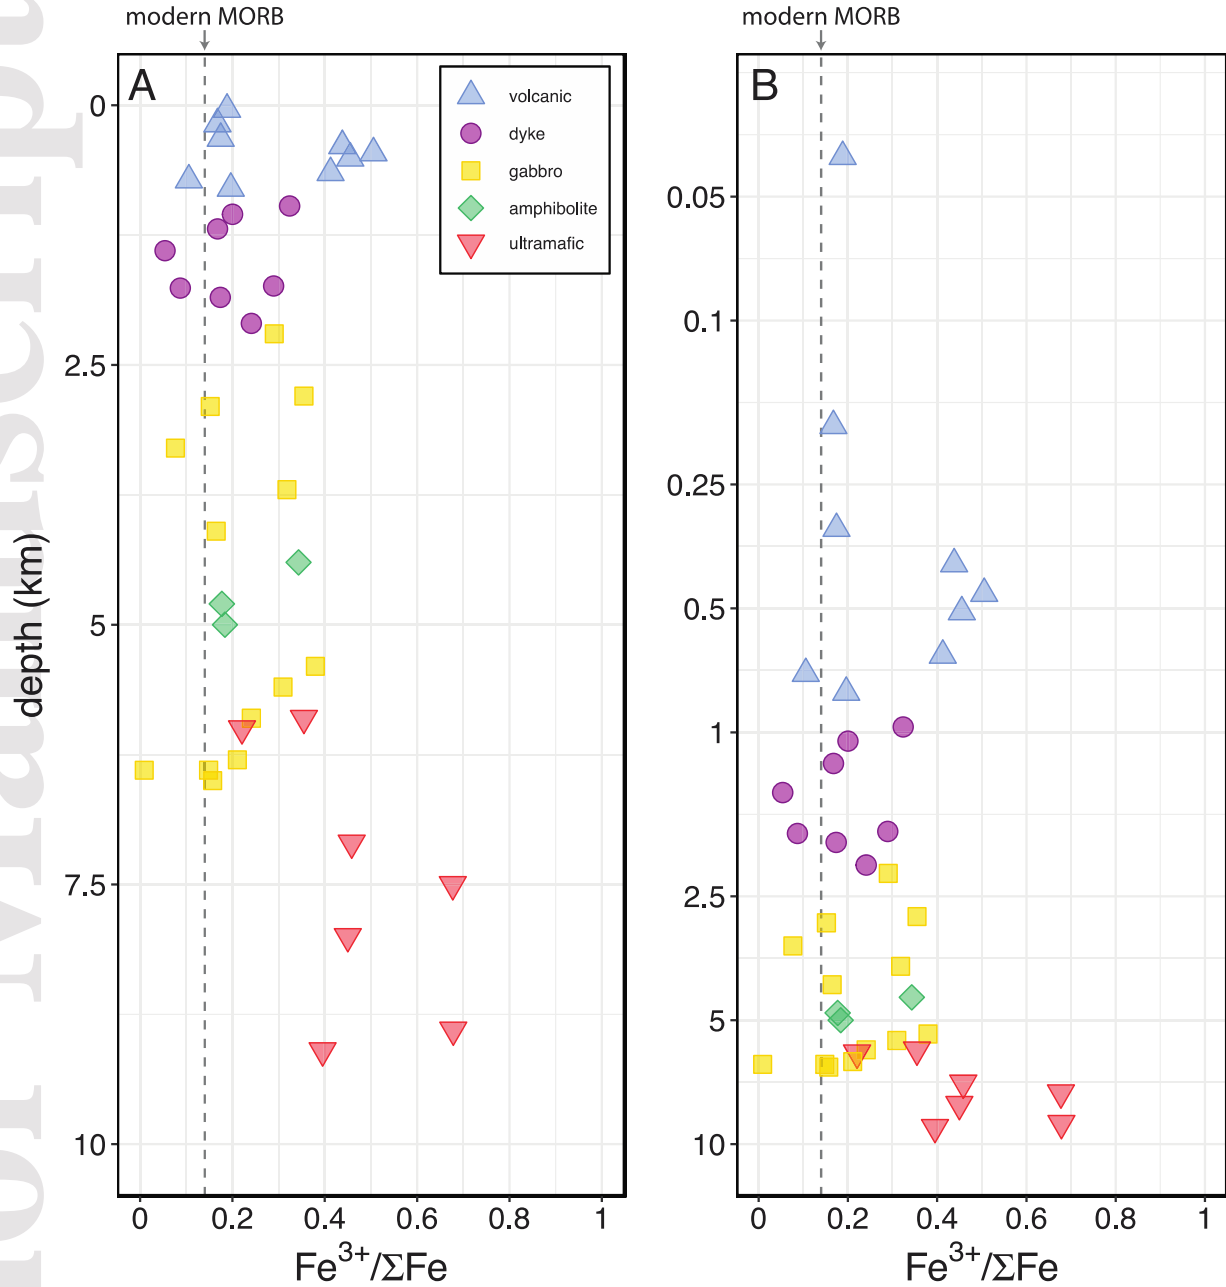 modern MORB
modern MORB
A
B
volcanic
dyke
gabbro
amphibolite
ultramafic
0
2.5
5
7.5
10
depth (km)
0.05
0.1
0.25
0.5
1
2.5
5
10
0 0.2 0.4 0.6 0.8 1
0 0.2 0.4 0.6 0.8 1
Fe³⁺/ΣFe
Fe³⁺/ΣFe